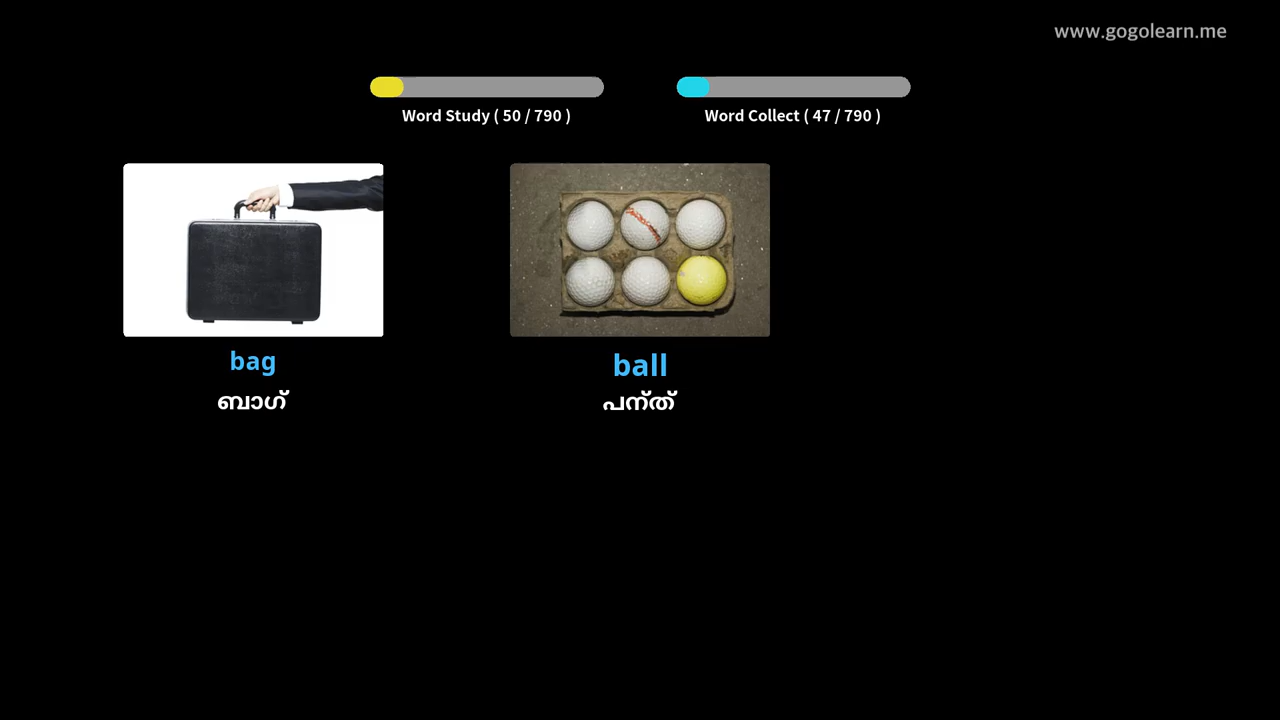 www.gogolearn.me
Word Study ( 50 / 790 )
Word Collect ( 47 / 790 )
bag
ബാഗ്
ball
പന്ത്